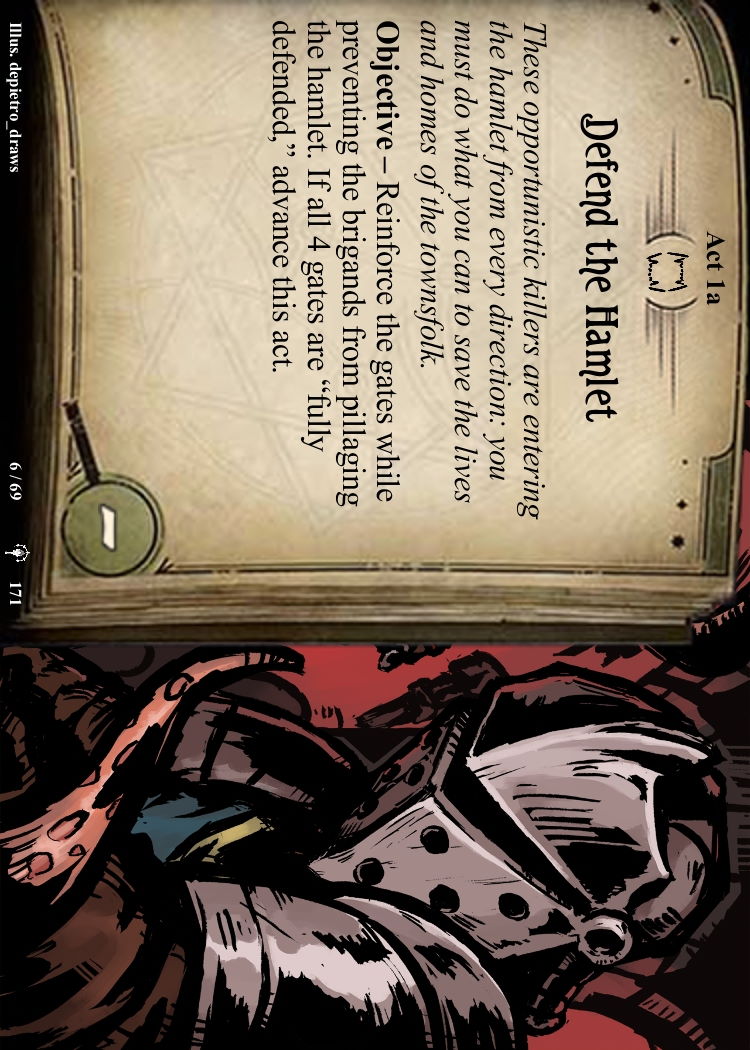 Act 1a
Defend the Hamlet
These opportunistic killers are entering
the hamlet from every direction: you
must do what you can to save the lives
and homes of the townsfolk.
Objective – Reinforce the gates while
preventing the brigands from pillaging
the hamlet. If all 4 gates are “fully
defended,” advance this act.
–
Illus. depietro_draws
6 / 69
171